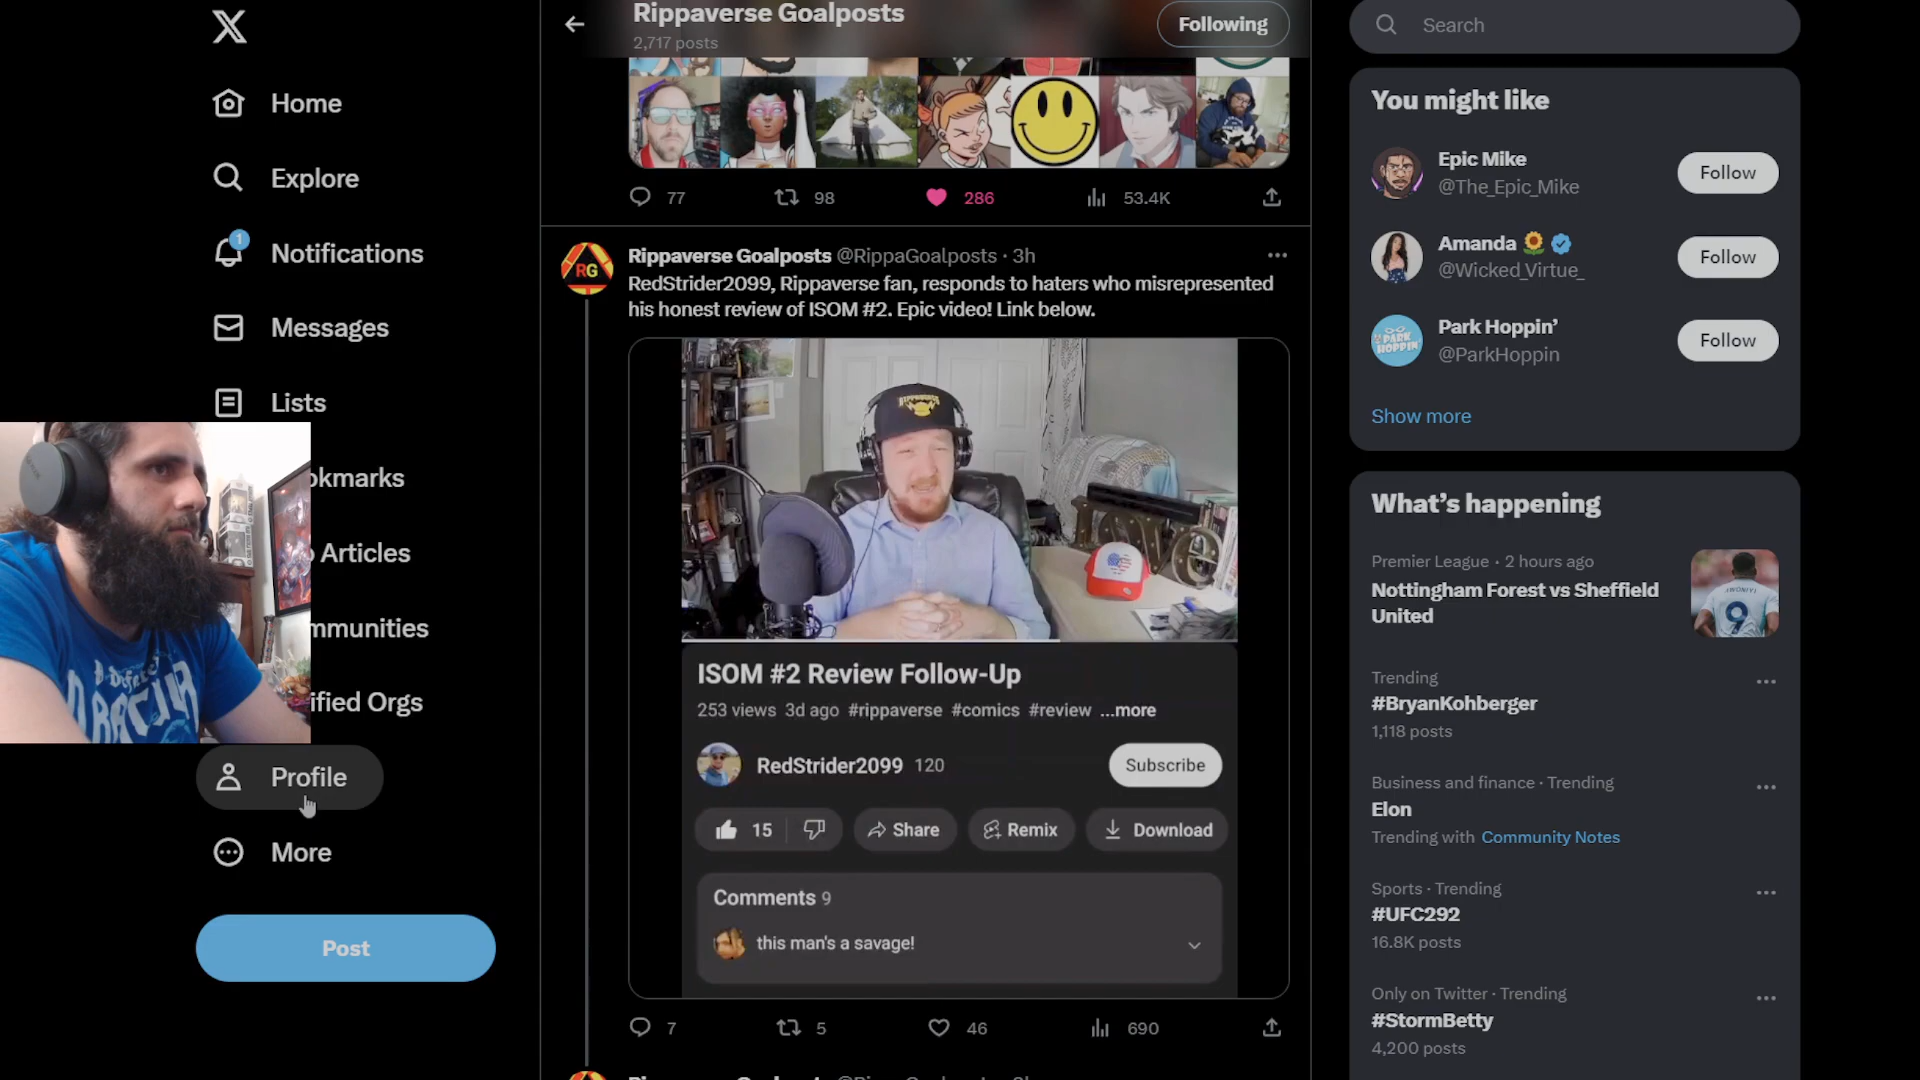 Home
Explore
1
Notifications
Messages
Lists
okmarks
Articles
mmunities
ified Orgs
Profile
More
Post
Rippaverse Goalposts
2,717 posts
Following
77
98
286
53.4K
RG
Rippaverse Goalposts @RippaGoalposts · 3h
RedStrider2099, Rippaverse fan, responds to haters who misrepresented
his honest review of ISOM #2. Epic video! Link below.
ISOM #2 Review Follow-Up
253 views 3d ago #rippaverse #comics #review ...more
RedStrider2099 120
Subscribe
15
Share
Remix
Download
Comments 9
this man's a savage!
7
5
46
690
Search
You might like
Epic Mike
@The_Epic_Mike
Follow
Amanda
@Wicked_Virtue_
Follow
PARK
HOPPIN'
Park Hoppin'
@ParkHoppin
Follow
Show more
What's happening
Premier League · 2 hours ago
Nottingham Forest vs Sheffield
United
9
Trending
#BryanKohberger
1,118 posts
Business and finance · Trending
Elon
Trending with Community Notes
Sports · Trending
#UFC292
16.8K posts
Only on Twitter · Trending
#StormBetty
4,200 posts